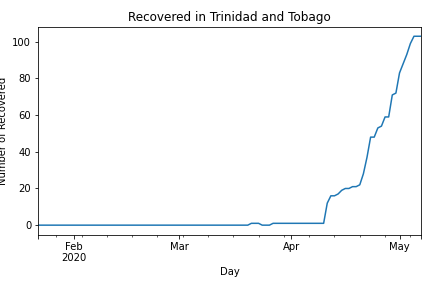 Recovered in Trinidad and Tobago
Number of Recovered
100
80
60
40
20
0
Feb
2020
Mar
Apr
May
Day